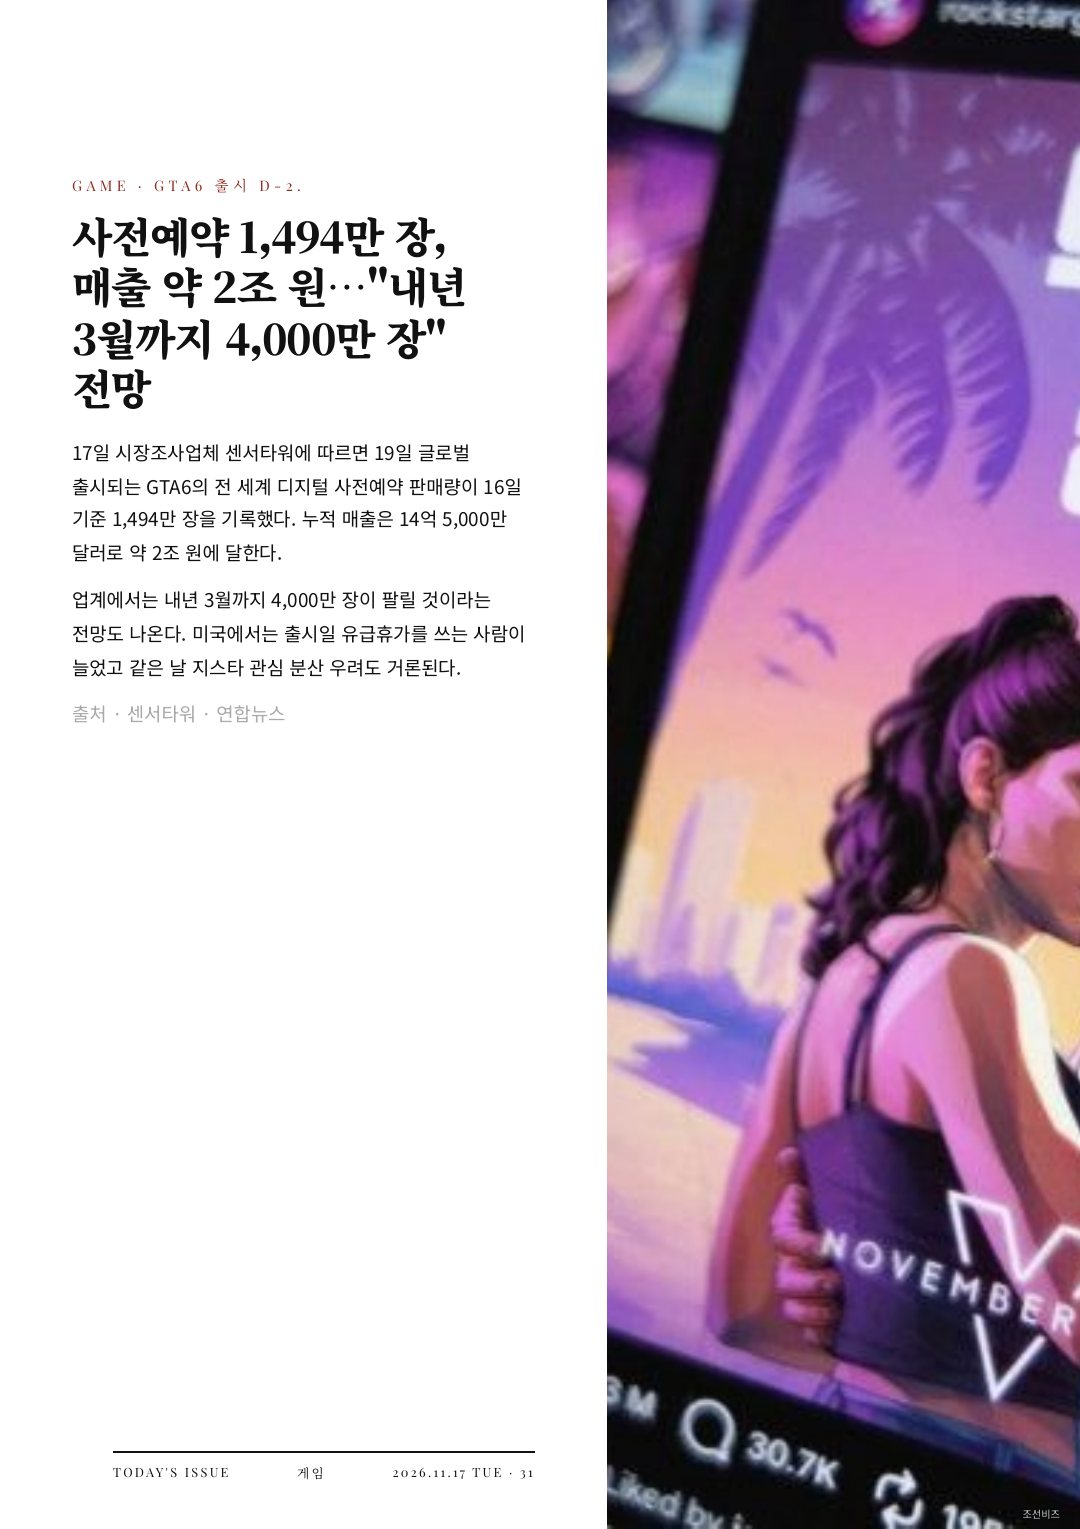 GAME · GTA6 출시 D-2.
사전예약 1,494만 장,
매출 약 2조 원…"내년
3월까지 4,000만 장"
전망
17일 시장조사업체 센서타워에 따르면 19일 글로벌
출시되는 GTA6의 전 세계 디지털 사전예약 판매량이 16일
기준 1,494만 장을 기록했다. 누적 매출은 14억 5,000만
달러로 약 2조 원에 달한다.
업계에서는 내년 3월까지 4,000만 장이 팔릴 것이라는
전망도 나온다. 미국에서는 출시일 유급휴가를 쓰는 사람이
늘었고 같은 날 지스타 관심 분산 우려도 거론된다.
출처 · 센서타워 · 연합뉴스
TODAY'S ISSUE 게임 2026.11.17 TUE · 31
NOVEMBER
30.7K
Liked by
조선비즈